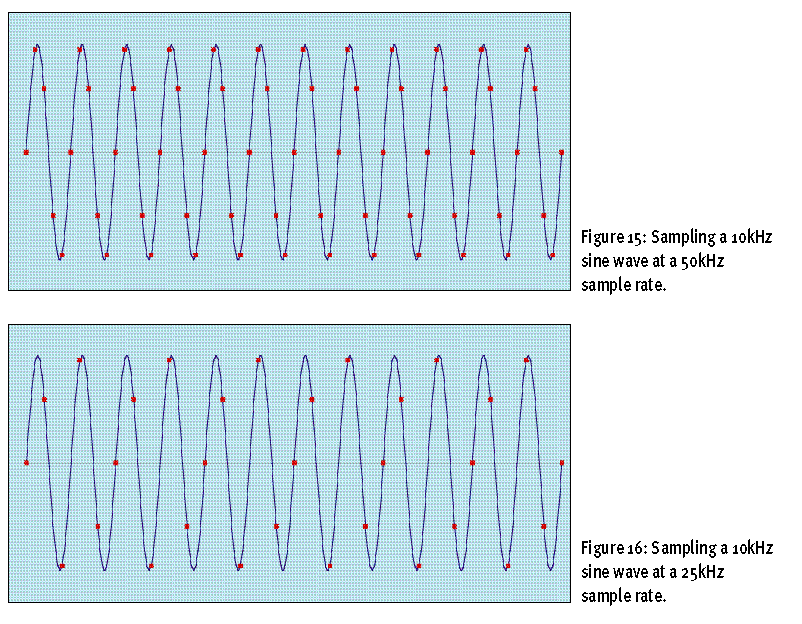 Figure 15: Sampling a 10kHz
sine wave at a 50kHz
sample rate.
Figure 16: Sampling a 10kHz
sine wave at a 25kHz
sample rate.